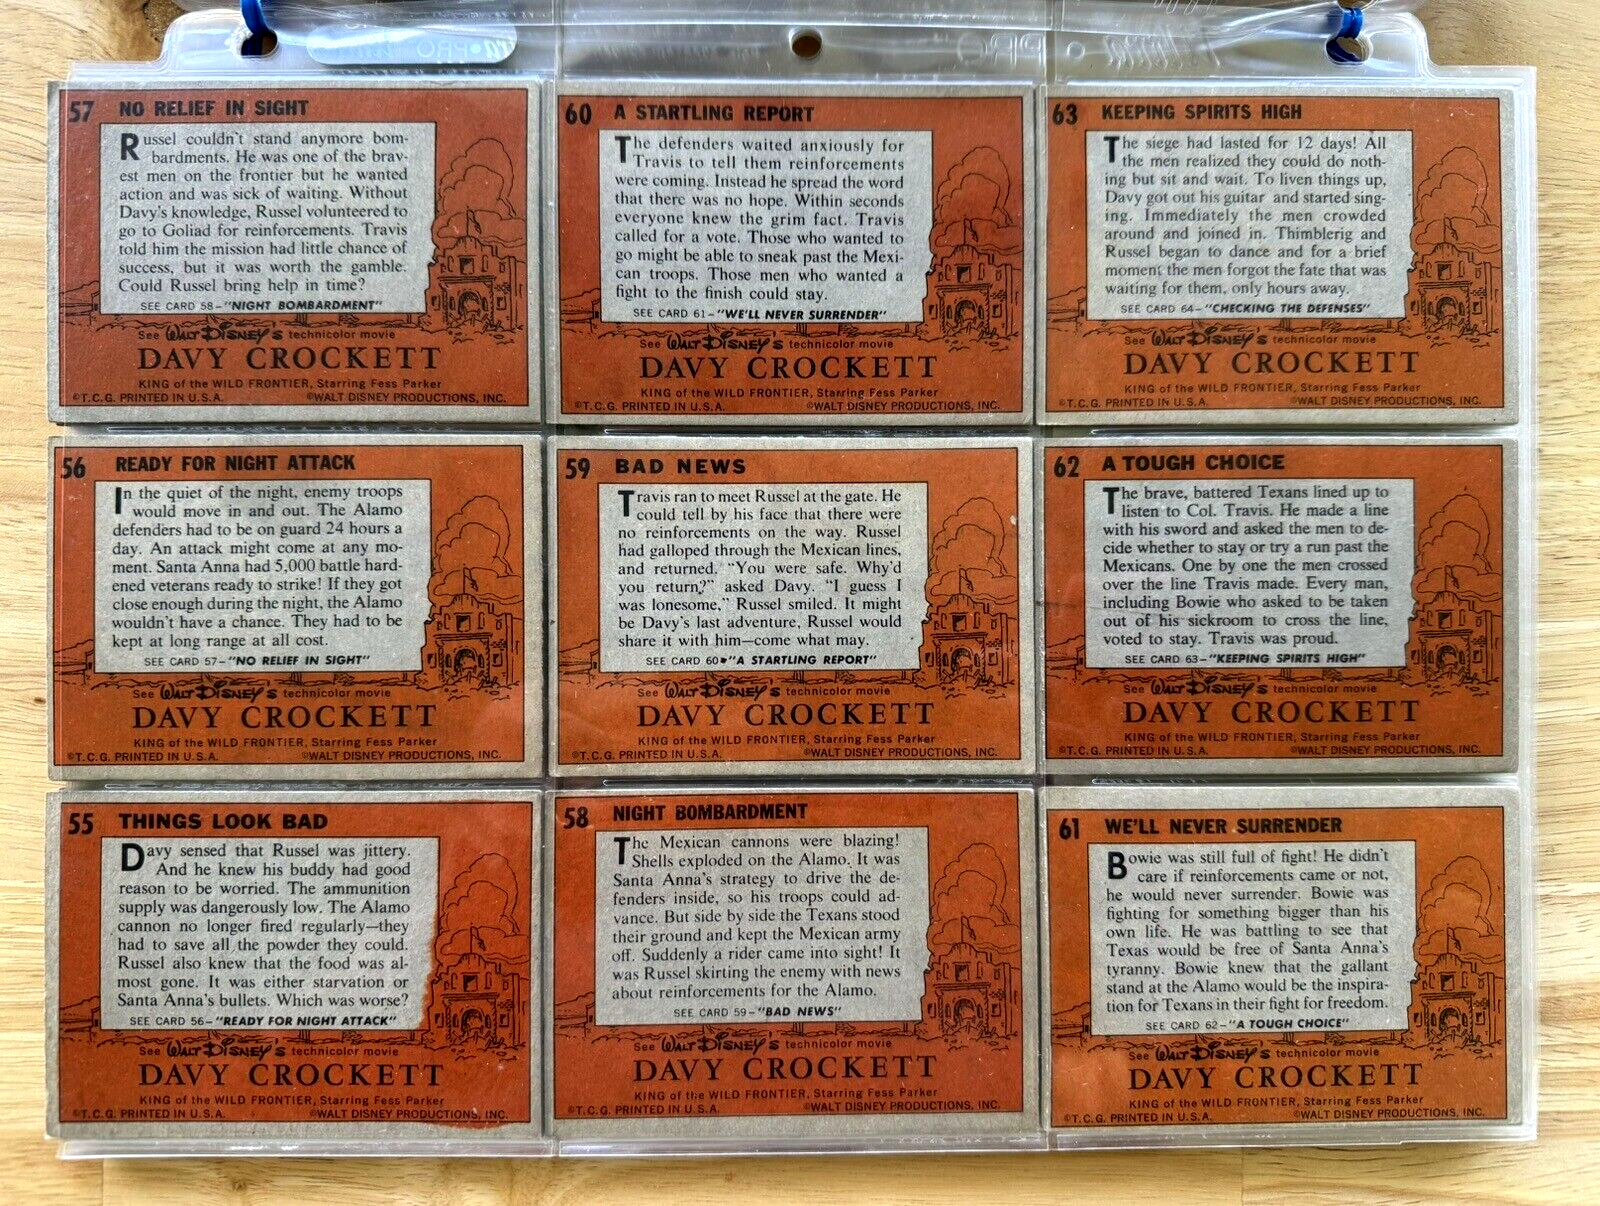 57 NO RELIEF IN SIGHT
Russel couldn't stand anymore bom-
bardments. He was one of the brav-
est men on the frontier but he wanted
action and was sick of waiting. Without
Davy's knowledge, Russel volunteered to
go to Goliad for reinforcements. Travis
told him the mission had little chance of
success, but it was worth the gamble.
Could Russel bring help in time?
SEE CARD 58—"NIGHT BOMBARDMENT"
See WALT DISNEY'S technicolor movie
DAVY CROCKETT
KING of the WILD FRONTIER, Starring Fess Parker
©T.C.G. PRINTED IN U.S.A. ©WALT DISNEY PRODUCTIONS, INC.
60 A STARTLING REPORT
The defenders waited anxiously for
Travis to tell them reinforcements
were coming. Instead he spread the word
that there was no hope. Within seconds
everyone knew the grim fact. Travis
called for a vote. Those who wanted to
go might be able to sneak past the Mexi-
can troops. Those men who wanted a
fight to the finish could stay.
SEE CARD 61—"WE'LL NEVER SURRENDER"
See WALT DISNEY'S technicolor movie
DAVY CROCKETT
KING of the WILD FRONTIER, Starring Fess Parker
©T.C.G. PRINTED IN U.S.A. ©WALT DISNEY PRODUCTIONS, INC.
63 KEEPING SPIRITS HIGH
The siege had lasted for 12 days! All
the men realized they could do noth-
ing but sit and wait. To liven things up,
Davy got out his guitar and started sing-
ing. Immediately the men crowded
around and joined in. Thimblerig and
Russel began to dance and for a brief
moment the men forgot the fate that was
waiting for them, only hours away.
SEE CARD 64—"CHECKING THE DEFENSES"
See WALT DISNEY'S technicolor movie
DAVY CROCKETT
KING of the WILD FRONTIER, Starring Fess Parker
©T.C.G. PRINTED IN U.S.A. ©WALT DISNEY PRODUCTIONS, INC.
56 READY FOR NIGHT ATTACK
In the quiet of the night, enemy troops
would move in and out. The Alamo
defenders had to be on guard 24 hours a
day. An attack might come at any mo-
ment. Santa Anna had 5,000 battle hard-
ened veterans ready to strike! If they got
close enough during the night, the Alamo
wouldn't have a chance. They had to be
kept at long range at all cost.
SEE CARD 57—"NO RELIEF IN SIGHT"
See WALT DISNEY'S technicolor movie
DAVY CROCKETT
KING of the WILD FRONTIER, Starring Fess Parker
©T.C.G. PRINTED IN U.S.A. ©WALT DISNEY PRODUCTIONS, INC.
59 BAD NEWS
Travis ran to meet Russel at the gate. He
could tell by his face that there were
no reinforcements on the way. Russel
had galloped through the Mexican lines,
and returned. "You were safe. Why'd
you return?" asked Davy. "I guess I
was lonesome," Russel smiled. It might
be Davy's last adventure, Russel would
share it with him—come what may.
SEE CARD 60—"A STARTLING REPORT"
See WALT DISNEY'S technicolor movie
DAVY CROCKETT
KING of the WILD FRONTIER, Starring Fess Parker
©T.C.G. PRINTED IN U.S.A. ©WALT DISNEY PRODUCTIONS, INC.
62 A TOUGH CHOICE
The brave, battered Texans lined up to
listen to Col. Travis. He made a line
with his sword and asked the men to de-
cide whether to stay or try a run past the
Mexicans. One by one the men crossed
over the line Travis made. Every man,
including Bowie who asked to be taken
out of his sickroom to cross the line,
voted to stay. Travis was proud.
SEE CARD 63—"KEEPING SPIRITS HIGH"
See WALT DISNEY'S technicolor movie
DAVY CROCKETT
KING of the WILD FRONTIER, Starring Fess Parker
©T.C.G. PRINTED IN U.S.A. ©WALT DISNEY PRODUCTIONS, INC.
55 THINGS LOOK BAD
Davy sensed that Russel was jittery.
And he knew his buddy had good
reason to be worried. The ammunition
supply was dangerously low. The Alamo
cannon no longer fired regularly—they
had to save all the powder they could.
Russel also knew that the food was al-
most gone. It was either starvation or
Santa Anna's bullets. Which was worse?
SEE CARD 56—"READY FOR NIGHT ATTACK"
See WALT DISNEY'S technicolor movie
DAVY CROCKETT
KING of the WILD FRONTIER, Starring Fess Parker
©T.C.G. PRINTED IN U.S.A. ©WALT DISNEY PRODUCTIONS, INC.
58 NIGHT BOMBARDMENT
The Mexican cannons were blazing!
Shells exploded on the Alamo. It was
Santa Anna's strategy to drive the de-
fenders inside, so his troops could ad-
vance. But side by side the Texans stood
their ground and kept the Mexican army
off. Suddenly a rider came into sight! It
was Russel skirting the enemy with news
about reinforcements for the Alamo.
SEE CARD 59—"BAD NEWS"
See WALT DISNEY'S technicolor movie
DAVY CROCKETT
KING of the WILD FRONTIER, Starring Fess Parker
©T.C.G. PRINTED IN U.S.A. ©WALT DISNEY PRODUCTIONS, INC.
61 WE'LL NEVER SURRENDER
Bowie was still full of fight! He didn't
care if reinforcements came or not,
he would never surrender. Bowie was
fighting for something bigger than his
own life. He was battling to see that
Texas would be free of Santa Anna's
tyranny. Bowie knew that the gallant
stand at the Alamo would be the inspira-
tion for Texans in their fight for freedom.
SEE CARD 62—"A TOUGH CHOICE"
See WALT DISNEY'S technicolor movie
DAVY CROCKETT
KING of the WILD FRONTIER, Starring Fess Parker
©T.C.G. PRINTED IN U.S.A. ©WALT DISNEY PRODUCTIONS, INC.